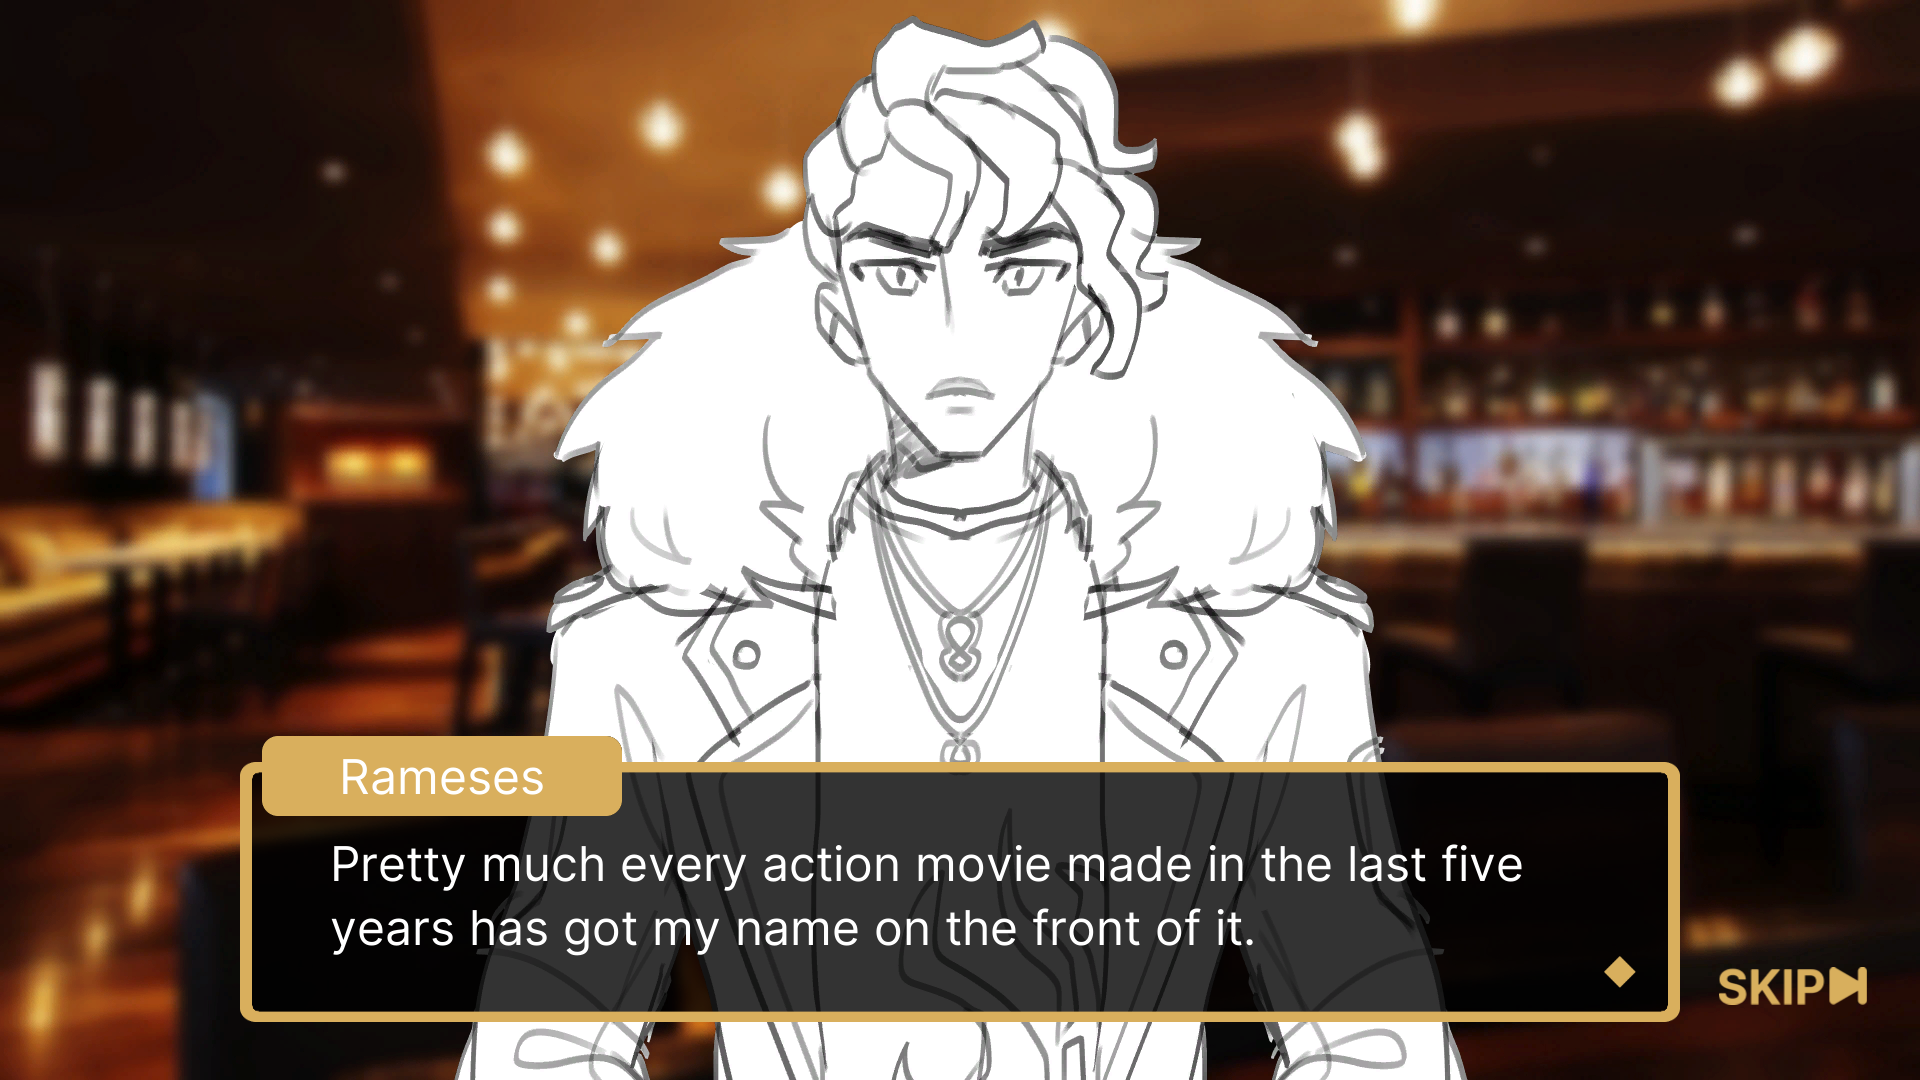 Rameses
Pretty much every action movie made in the last five
years has got my name on the front of it.
SKIP